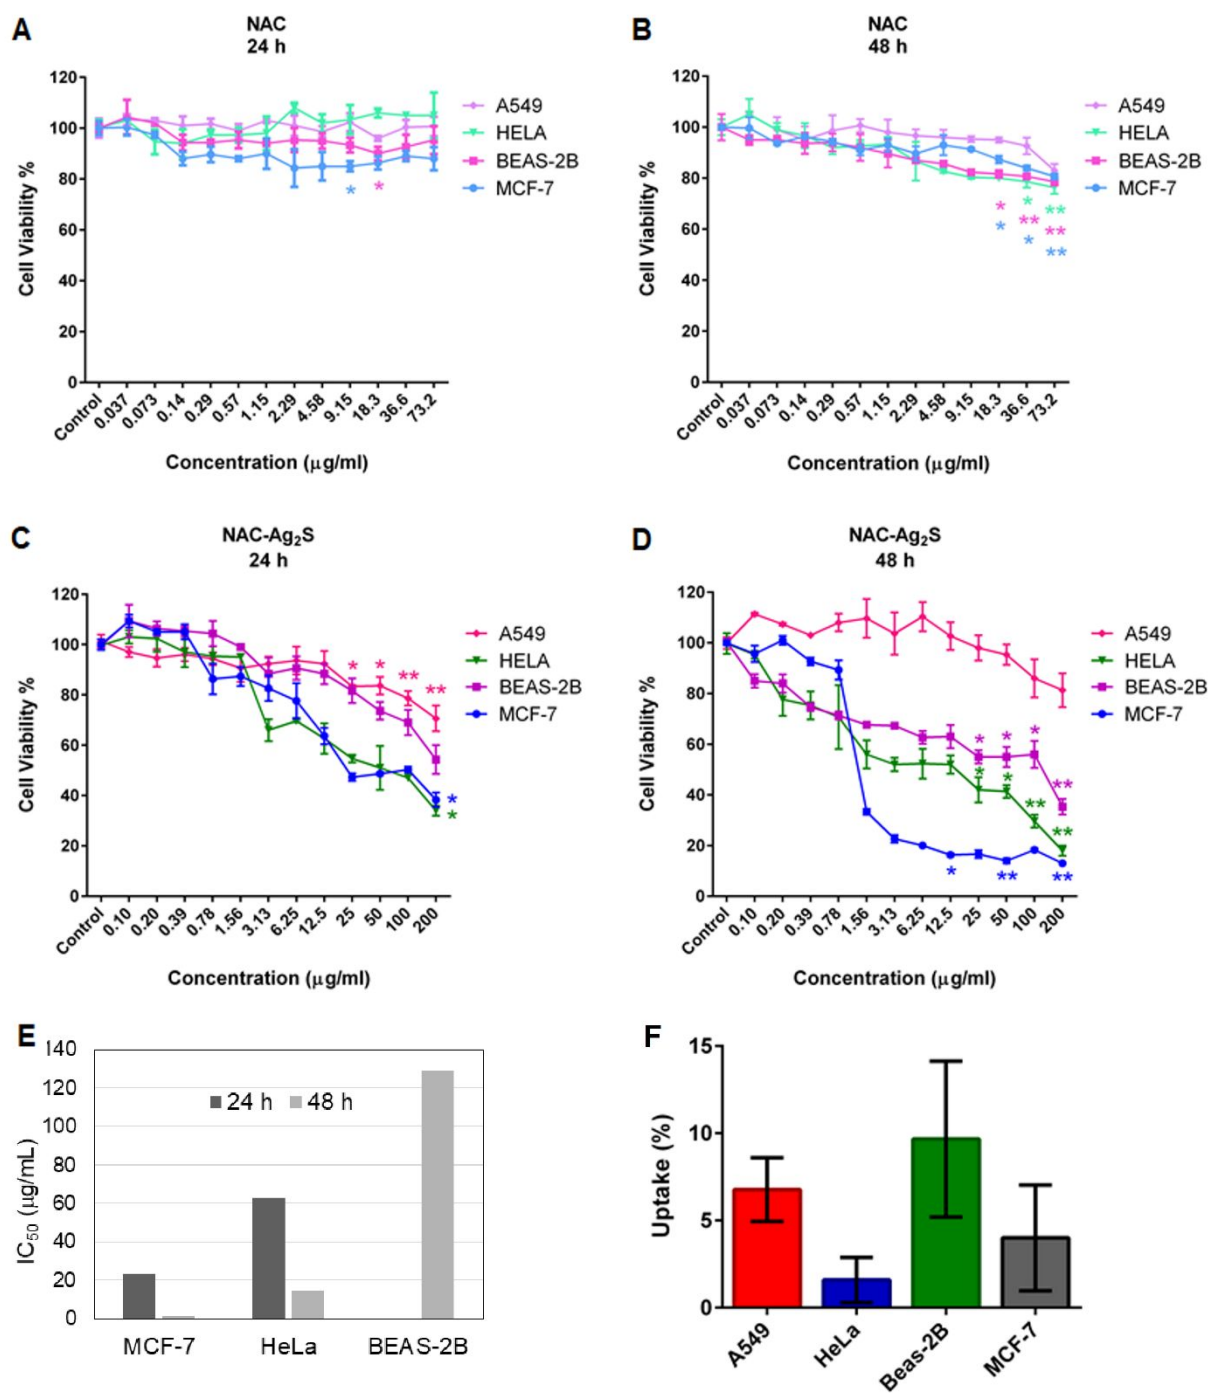 A
NAC
24 h
Cell Viability %
120
100
80
60
40
20
0
A549
HELA
BEAS-2B
MCF-7
*
*
Control
0.037
0.073
0.14
0.29
0.57
1.15
2.29
4.58
9.15
18.3
36.6
73.2
Concentration (μg/ml)
B
NAC
48 h
Cell Viability %
120
100
80
60
40
20
0
A549
HELA
BEAS-2B
MCF-7
* * **
* ** **
* * **
Control
0.037
0.073
0.14
0.29
0.57
1.15
2.29
4.58
9.15
18.3
36.6
73.2
Concentration (μg/ml)
C
NAC-Ag₂S
24 h
Cell Viability %
120
100
80
60
40
20
0
A549
HELA
BEAS-2B
MCF-7
* * ** **
*
*
Control
0.10
0.20
0.39
0.78
1.56
3.13
6.25
12.5
25
50
100
200
Concentration (μg/ml)
D
NAC-Ag₂S
48 h
Cell Viability %
120
100
80
60
40
20
0
A549
HELA
BEAS-2B
MCF-7
* * * **
* * ** **
* ** **
Control
0.10
0.20
0.39
0.78
1.56
3.13
6.25
12.5
25
50
100
200
Concentration (μg/ml)
E
IC₅₀ (μg/mL)
140
120
100
80
60
40
20
0
24 h 48 h
MCF-7 HeLa BEAS-2B
F
Uptake (%)
15
10
5
0
A549
HeLa
Beas-2B
MCF-7